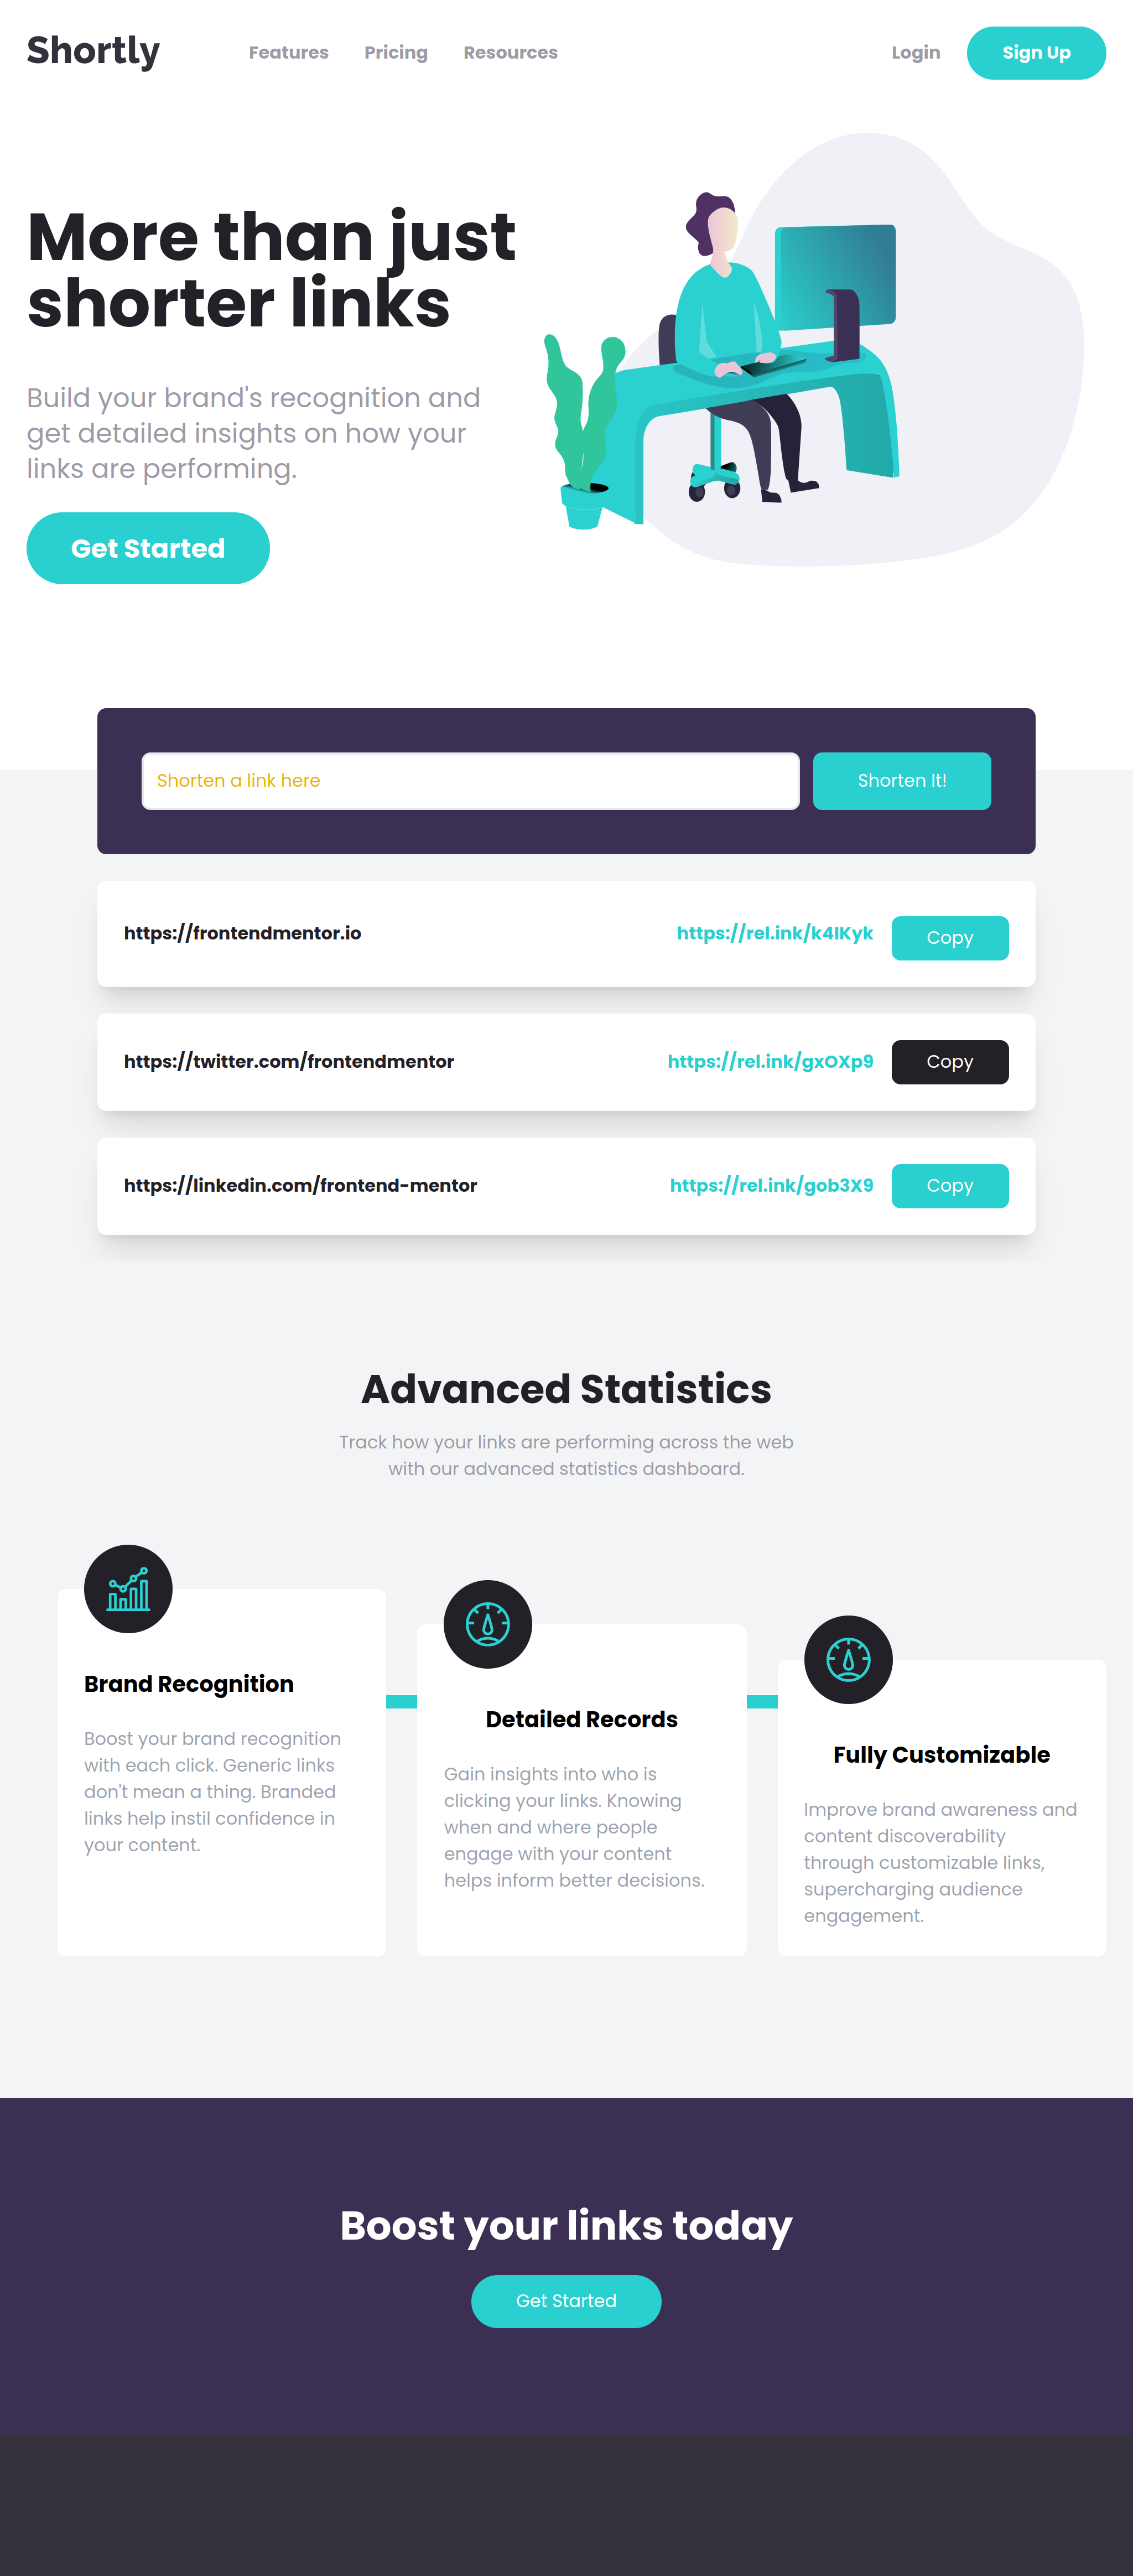 Shortly
Features Pricing Resources
Login Sign Up
More than just
shorter links
Build your brand's recognition and
get detailed insights on how your
links are performing.
Get Started
Shorten a link here
Shorten It!
https://frontendmentor.io
https://rel.ink/k4IKyk
Copy
https://twitter.com/frontendmentor
https://rel.ink/gxOXp9
Copy
https://linkedin.com/frontend-mentor
https://rel.ink/gob3X9
Copy
Advanced Statistics
Track how your links are performing across the web
with our advanced statistics dashboard.
Brand Recognition
Boost your brand recognition
with each click. Generic links
don't mean a thing. Branded
links help instil confidence in
your content.
Detailed Records
Gain insights into who is
clicking your links. Knowing
when and where people
engage with your content
helps inform better decisions.
Fully Customizable
Improve brand awareness and
content discoverability
through customizable links,
supercharging audience
engagement.
Boost your links today
Get Started